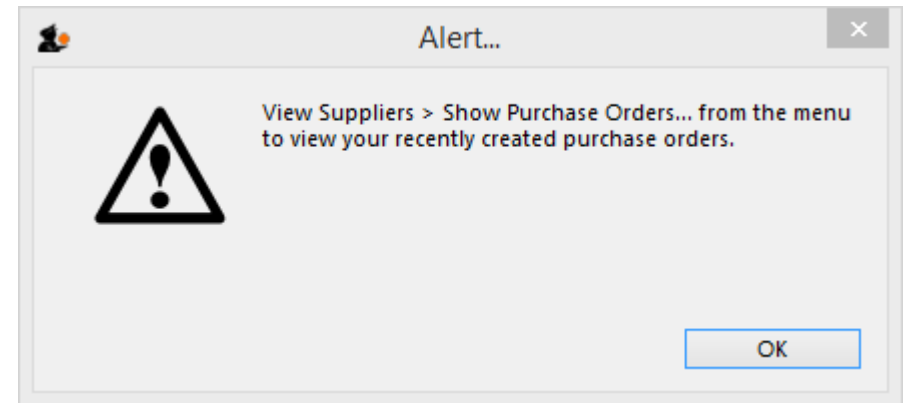 Alert...
View Suppliers > Show Purchase Orders... from the menu
to view your recently created purchase orders.
OK